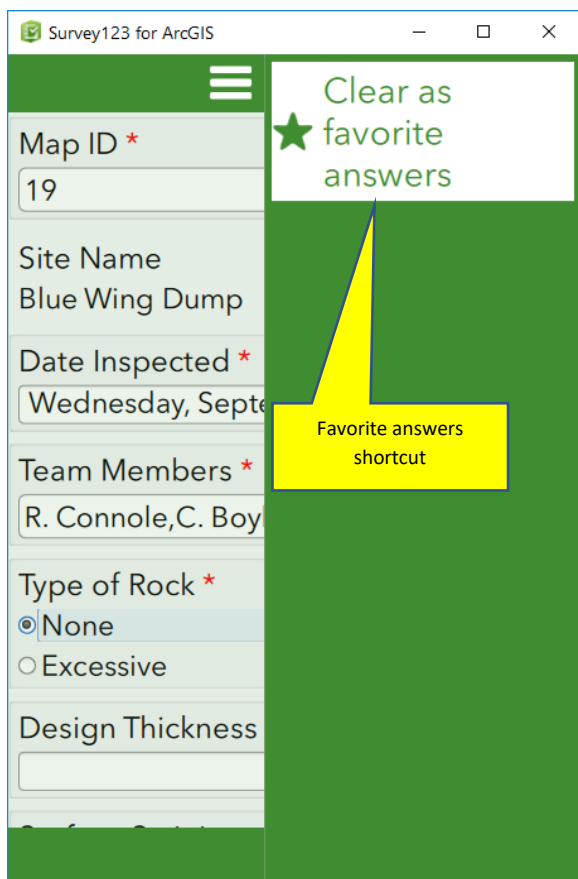 Survey123 for ArcGIS
Clear as
favorite
answers
Map ID *
19
Site Name
Blue Wing Dump
Date Inspected *
Wednesday, Septe
Favorite answers
shortcut
Team Members *
R. Connole,C. Boyl
Type of Rock *
None
Excessive
Design Thickness